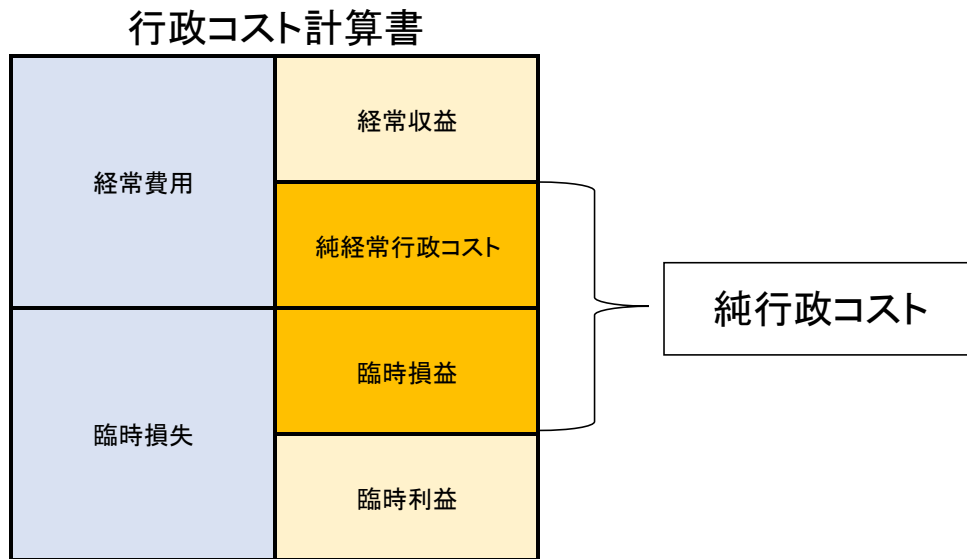 行政コスト計算書
経常費用
経常収益
純経常行政コスト
臨時損失
臨時損益
臨時利益
純行政コスト